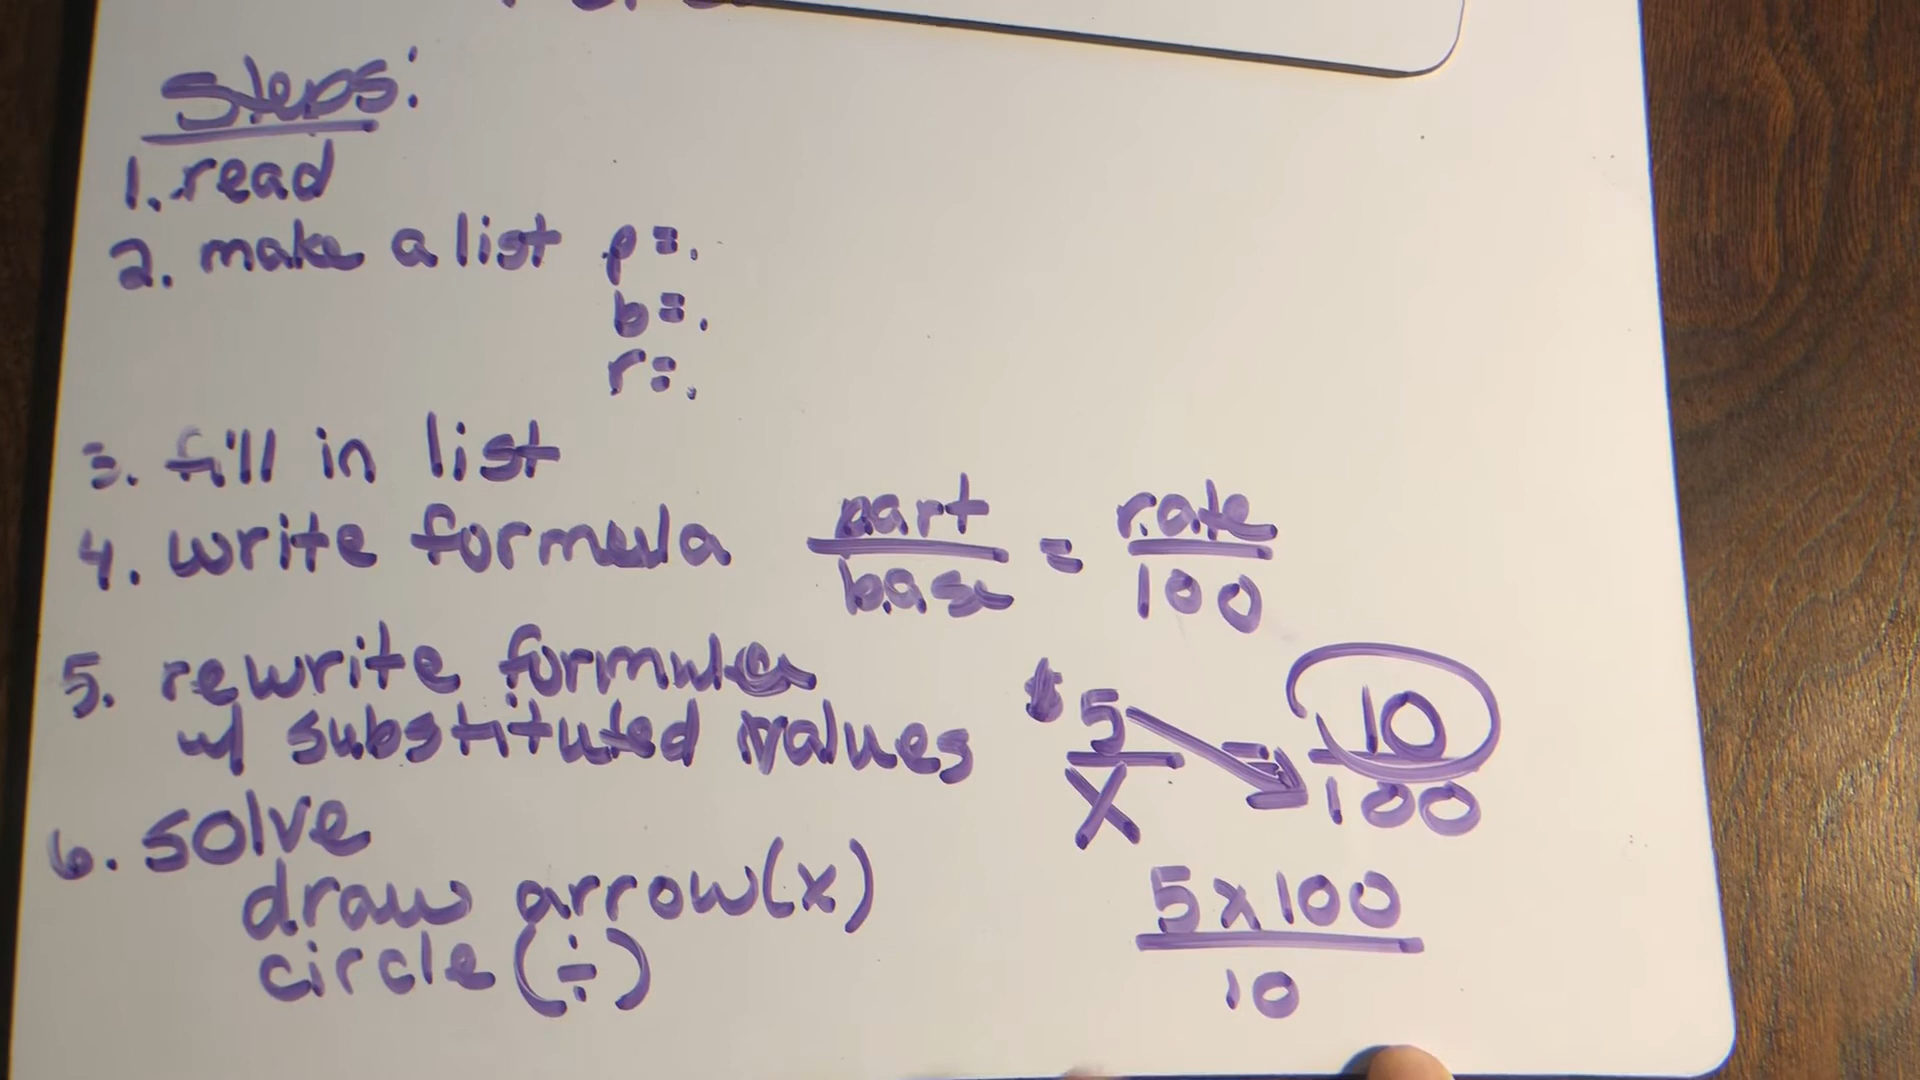 Steps:
1. read
2. make a list p=.
b=.
r=.
3. fill in list
4. write formula part/base = rate/100
5. rewrite formula
w/ substituted values $5/X = 10/100
6. solve
draw arrow(x)
circle(÷)
5x100
10